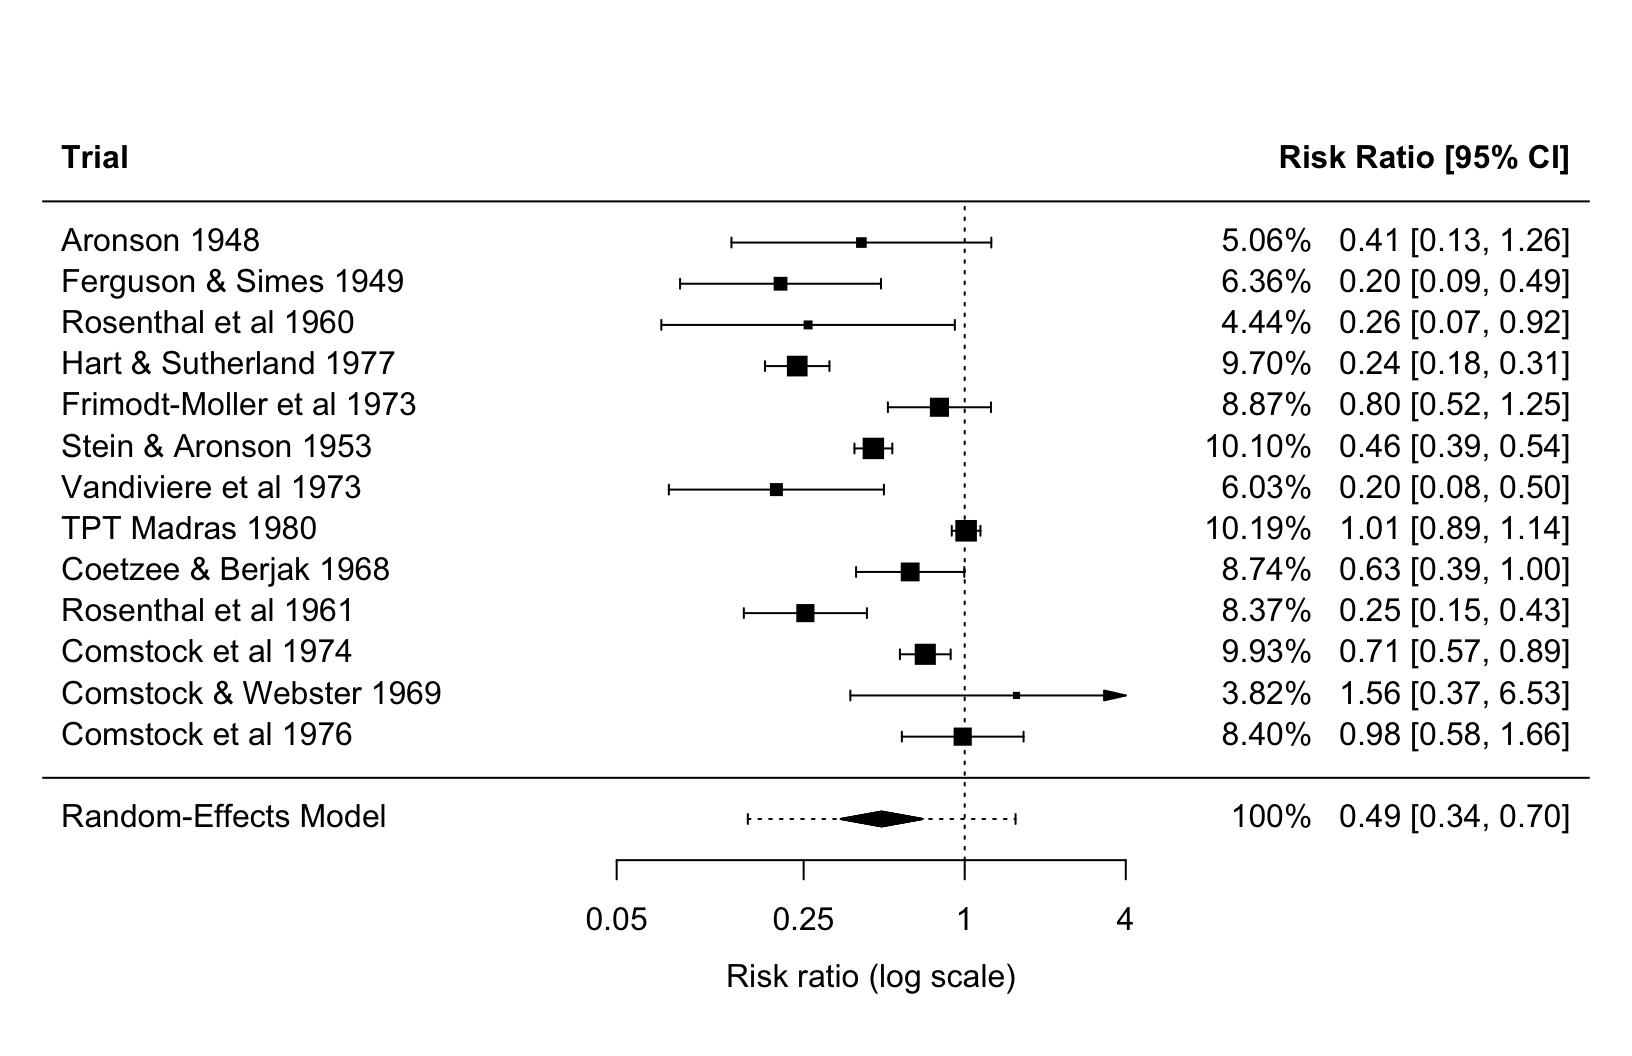 Trial Risk Ratio [95% CI]
Aronson 1948 5.06% 0.41 [0.13, 1.26]
Ferguson & Simes 1949 6.36% 0.20 [0.09, 0.49]
Rosenthal et al 1960 4.44% 0.26 [0.07, 0.92]
Hart & Sutherland 1977 9.70% 0.24 [0.18, 0.31]
Frimodt-Moller et al 1973 8.87% 0.80 [0.52, 1.25]
Stein & Aronson 1953 10.10% 0.46 [0.39, 0.54]
Vandiviere et al 1973 6.03% 0.20 [0.08, 0.50]
TPT Madras 1980 10.19% 1.01 [0.89, 1.14]
Coetzee & Berjak 1968 8.74% 0.63 [0.39, 1.00]
Rosenthal et al 1961 8.37% 0.25 [0.15, 0.43]
Comstock et al 1974 9.93% 0.71 [0.57, 0.89]
Comstock & Webster 1969 3.82% 1.56 [0.37, 6.53]
Comstock et al 1976 8.40% 0.98 [0.58, 1.66]
Random-Effects Model 100% 0.49 [0.34, 0.70]
0.05 0.25 1 4
Risk ratio (log scale)